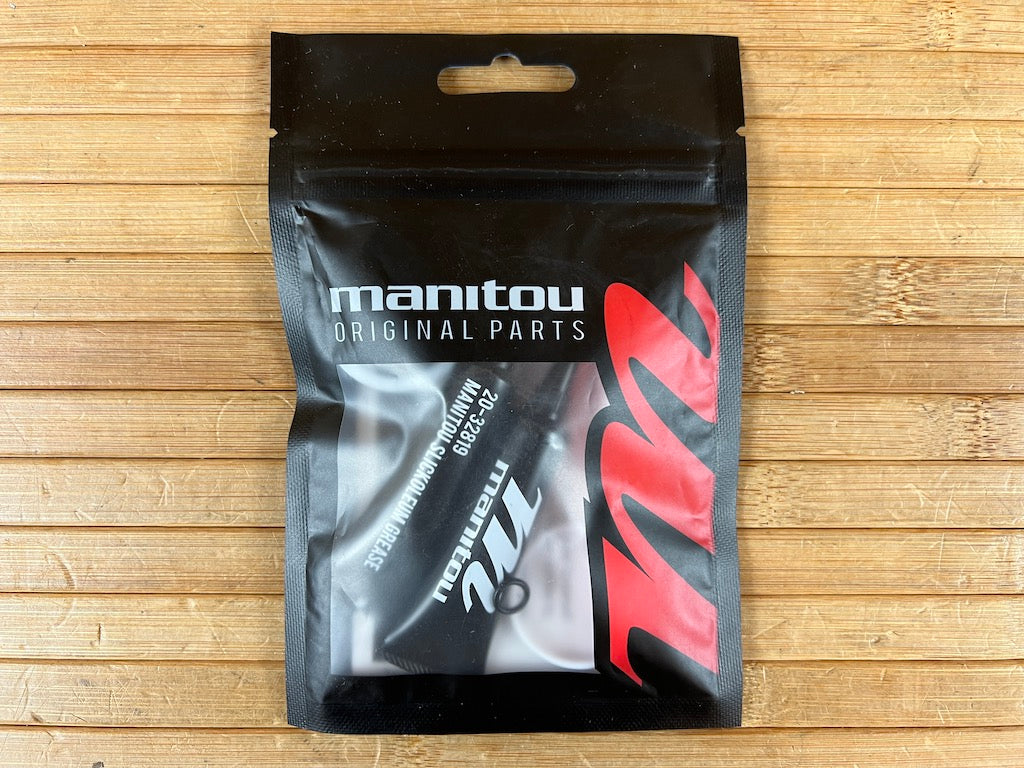 manitou
ORIGINAL PARTS
20-32819
MANITOU SLICKOLEUM GREASE
manitou